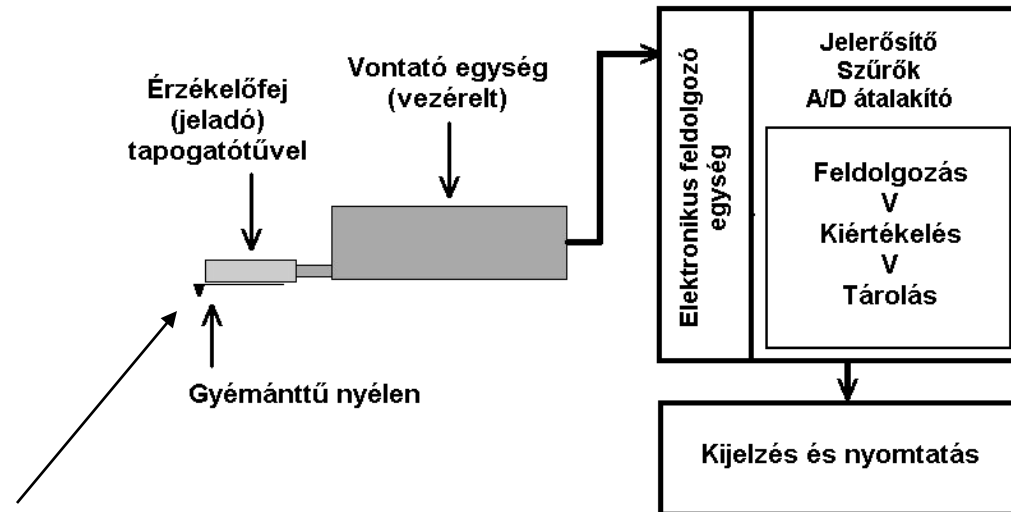 Érzékelőfej
(jeladó)
tapogatótűvel
Vontató egység
(vezérelt)
Gyémánttű nyélen
Elektronikus feldolgozó
egység
Jelerősítő
Szűrők
A/D átalakító
Feldolgozás
V
Kiértékelés
V
Tárolás
Kijelzés és nyomtatás